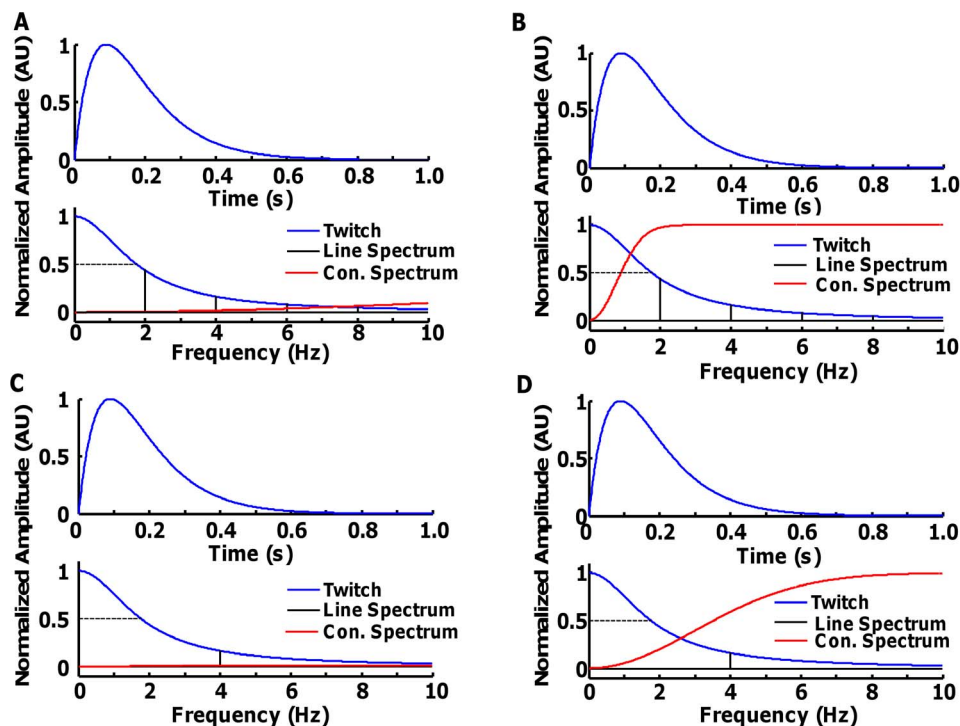 A
Normalized Amplitude (AU)
1
0.5
0
0 0.2 0.4 0.6 0.8 1.0
Time (s)
1
0.5
0
Twitch
Line Spectrum
Con. Spectrum
0 2 4 6 8 10
Frequency (Hz)
B
Normalized Amplitude (AU)
1
0.5
0
0 0.2 0.4 0.6 0.8 1.0
Time (s)
1
0.5
0
Twitch
Line Spectrum
Con. Spectrum
0 2 4 6 8 10
Frequency (Hz)
C
Normalized Amplitude (AU)
1
0.5
0
0 0.2 0.4 0.6 0.8 1.0
Time (s)
1
0.5
0
Twitch
Line Spectrum
Con. Spectrum
0 2 4 6 8 10
Frequency (Hz)
D
Normalized Amplitude (AU)
1
0.5
0
0 0.2 0.4 0.6 0.8 1.0
Time (s)
1
0.5
0
Twitch
Line Spectrum
Con. Spectrum
0 2 4 6 8 10
Frequency (Hz)